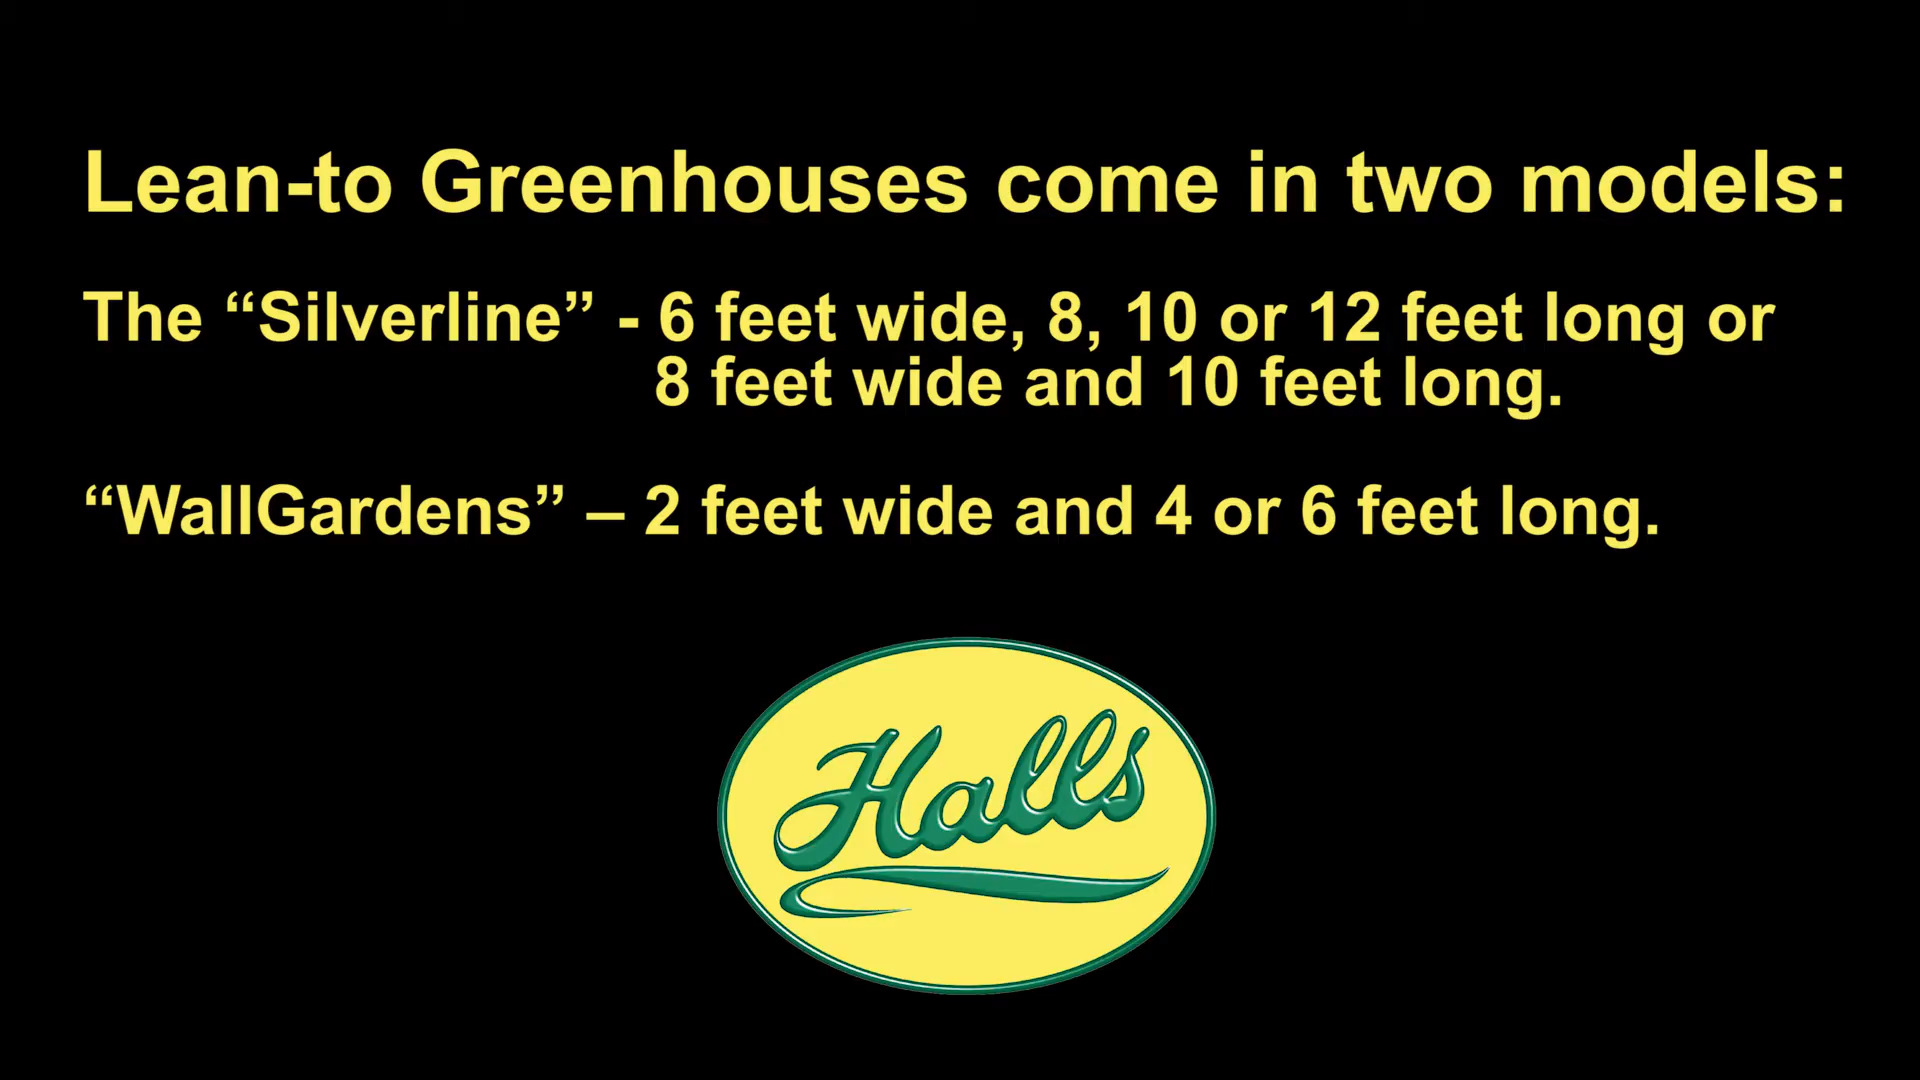 Lean-to Greenhouses come in two models:
The “Silverline” - 6 feet wide, 8, 10 or 12 feet long or
8 feet wide and 10 feet long.
“WallGardens” – 2 feet wide and 4 or 6 feet long.
Halls